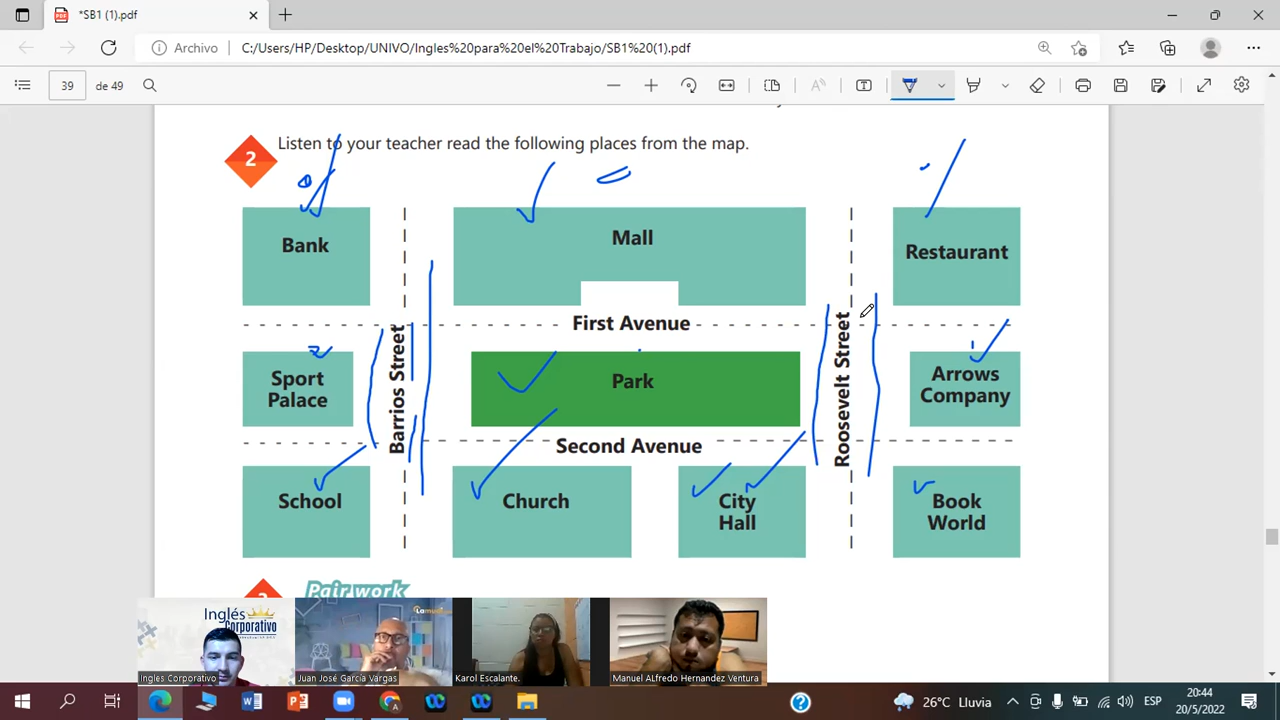 *SB1 (1).pdf
Archivo
C:/Users/HP/Desktop/UNIVO/Ingles%20para%20el%20Trabajo/SB1%20(1).pdf
39
de 49
2
Listen to your teacher read the following places from the map.
Bank
Mall
Restaurant
First Avenue
Sport
Palace
Barrios Street
Park
Roosevelt Street
Arrows
Company
Second Avenue
School
Church
City
Hall
Book
World
Pair work
Inglés
Corporativo
Ingles Corporativo
Juan José García Vargas
Karol Escalante.
Manuel ALfredo Hernandez Ventura
26°C Lluvia
ESP
20:44
20/5/2022